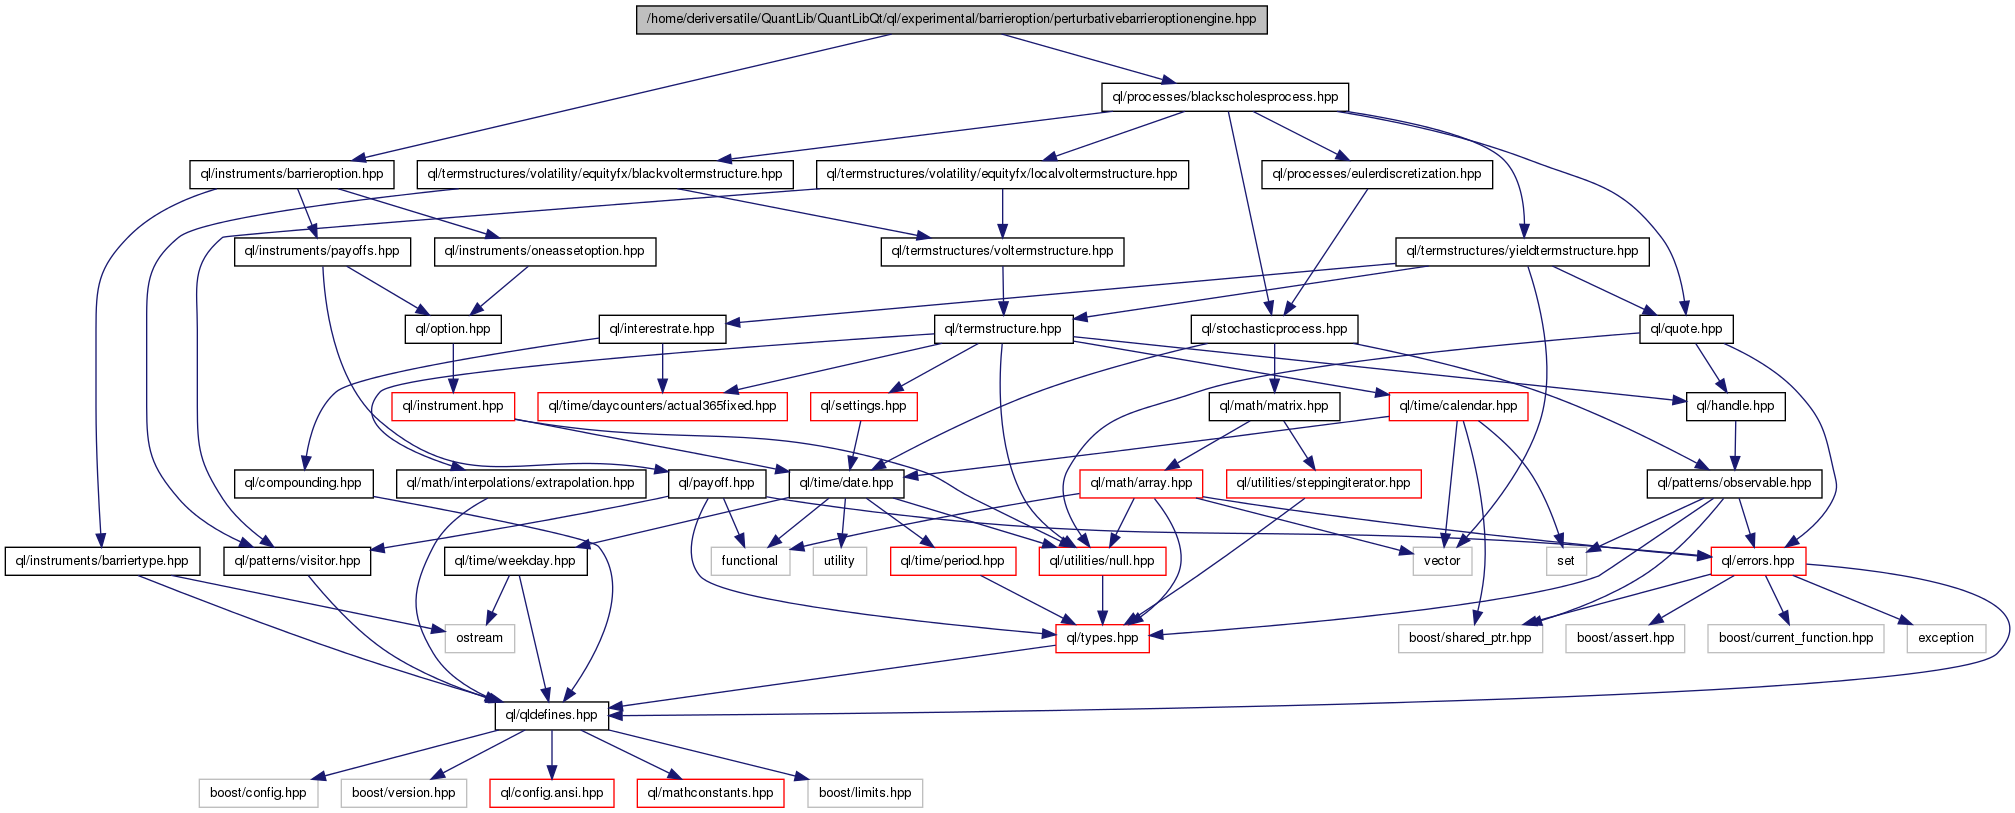 /home/deriversatile/QuantLib/QuantLibQt/ql/experimental/barrieroption/perturbativebarrieroptionengine.hpp
ql/processes/blackscholesprocess.hpp
ql/instruments/barrieroption.hpp
ql/termstructures/volatility/equityfx/blackvoltermstructure.hpp
ql/termstructures/volatility/equityfx/localvoltermstructure.hpp
ql/processes/eulerdiscretization.hpp
ql/instruments/payoffs.hpp
ql/instruments/oneassetoption.hpp
ql/termstructures/voltermstructure.hpp
ql/termstructures/yieldtermstructure.hpp
ql/option.hpp
ql/interestrate.hpp
ql/termstructure.hpp
ql/stochasticprocess.hpp
ql/quote.hpp
ql/instrument.hpp
ql/time/daycounters/actual365fixed.hpp
ql/settings.hpp
ql/math/matrix.hpp
ql/time/calendar.hpp
ql/handle.hpp
ql/compounding.hpp
ql/math/interpolations/extrapolation.hpp
ql/payoff.hpp
ql/time/date.hpp
ql/math/array.hpp
ql/utilities/steppingiterator.hpp
ql/patterns/observable.hpp
ql/instruments/barriertype.hpp
ql/patterns/visitor.hpp
ql/time/weekday.hpp
functional
utility
ql/time/period.hpp
ql/utilities/null.hpp
vector
set
ql/errors.hpp
ostream
ql/types.hpp
boost/shared_ptr.hpp
boost/assert.hpp
boost/current_function.hpp
exception
ql/qldefines.hpp
boost/config.hpp
boost/version.hpp
ql/config.ansi.hpp
ql/mathconstants.hpp
boost/limits.hpp